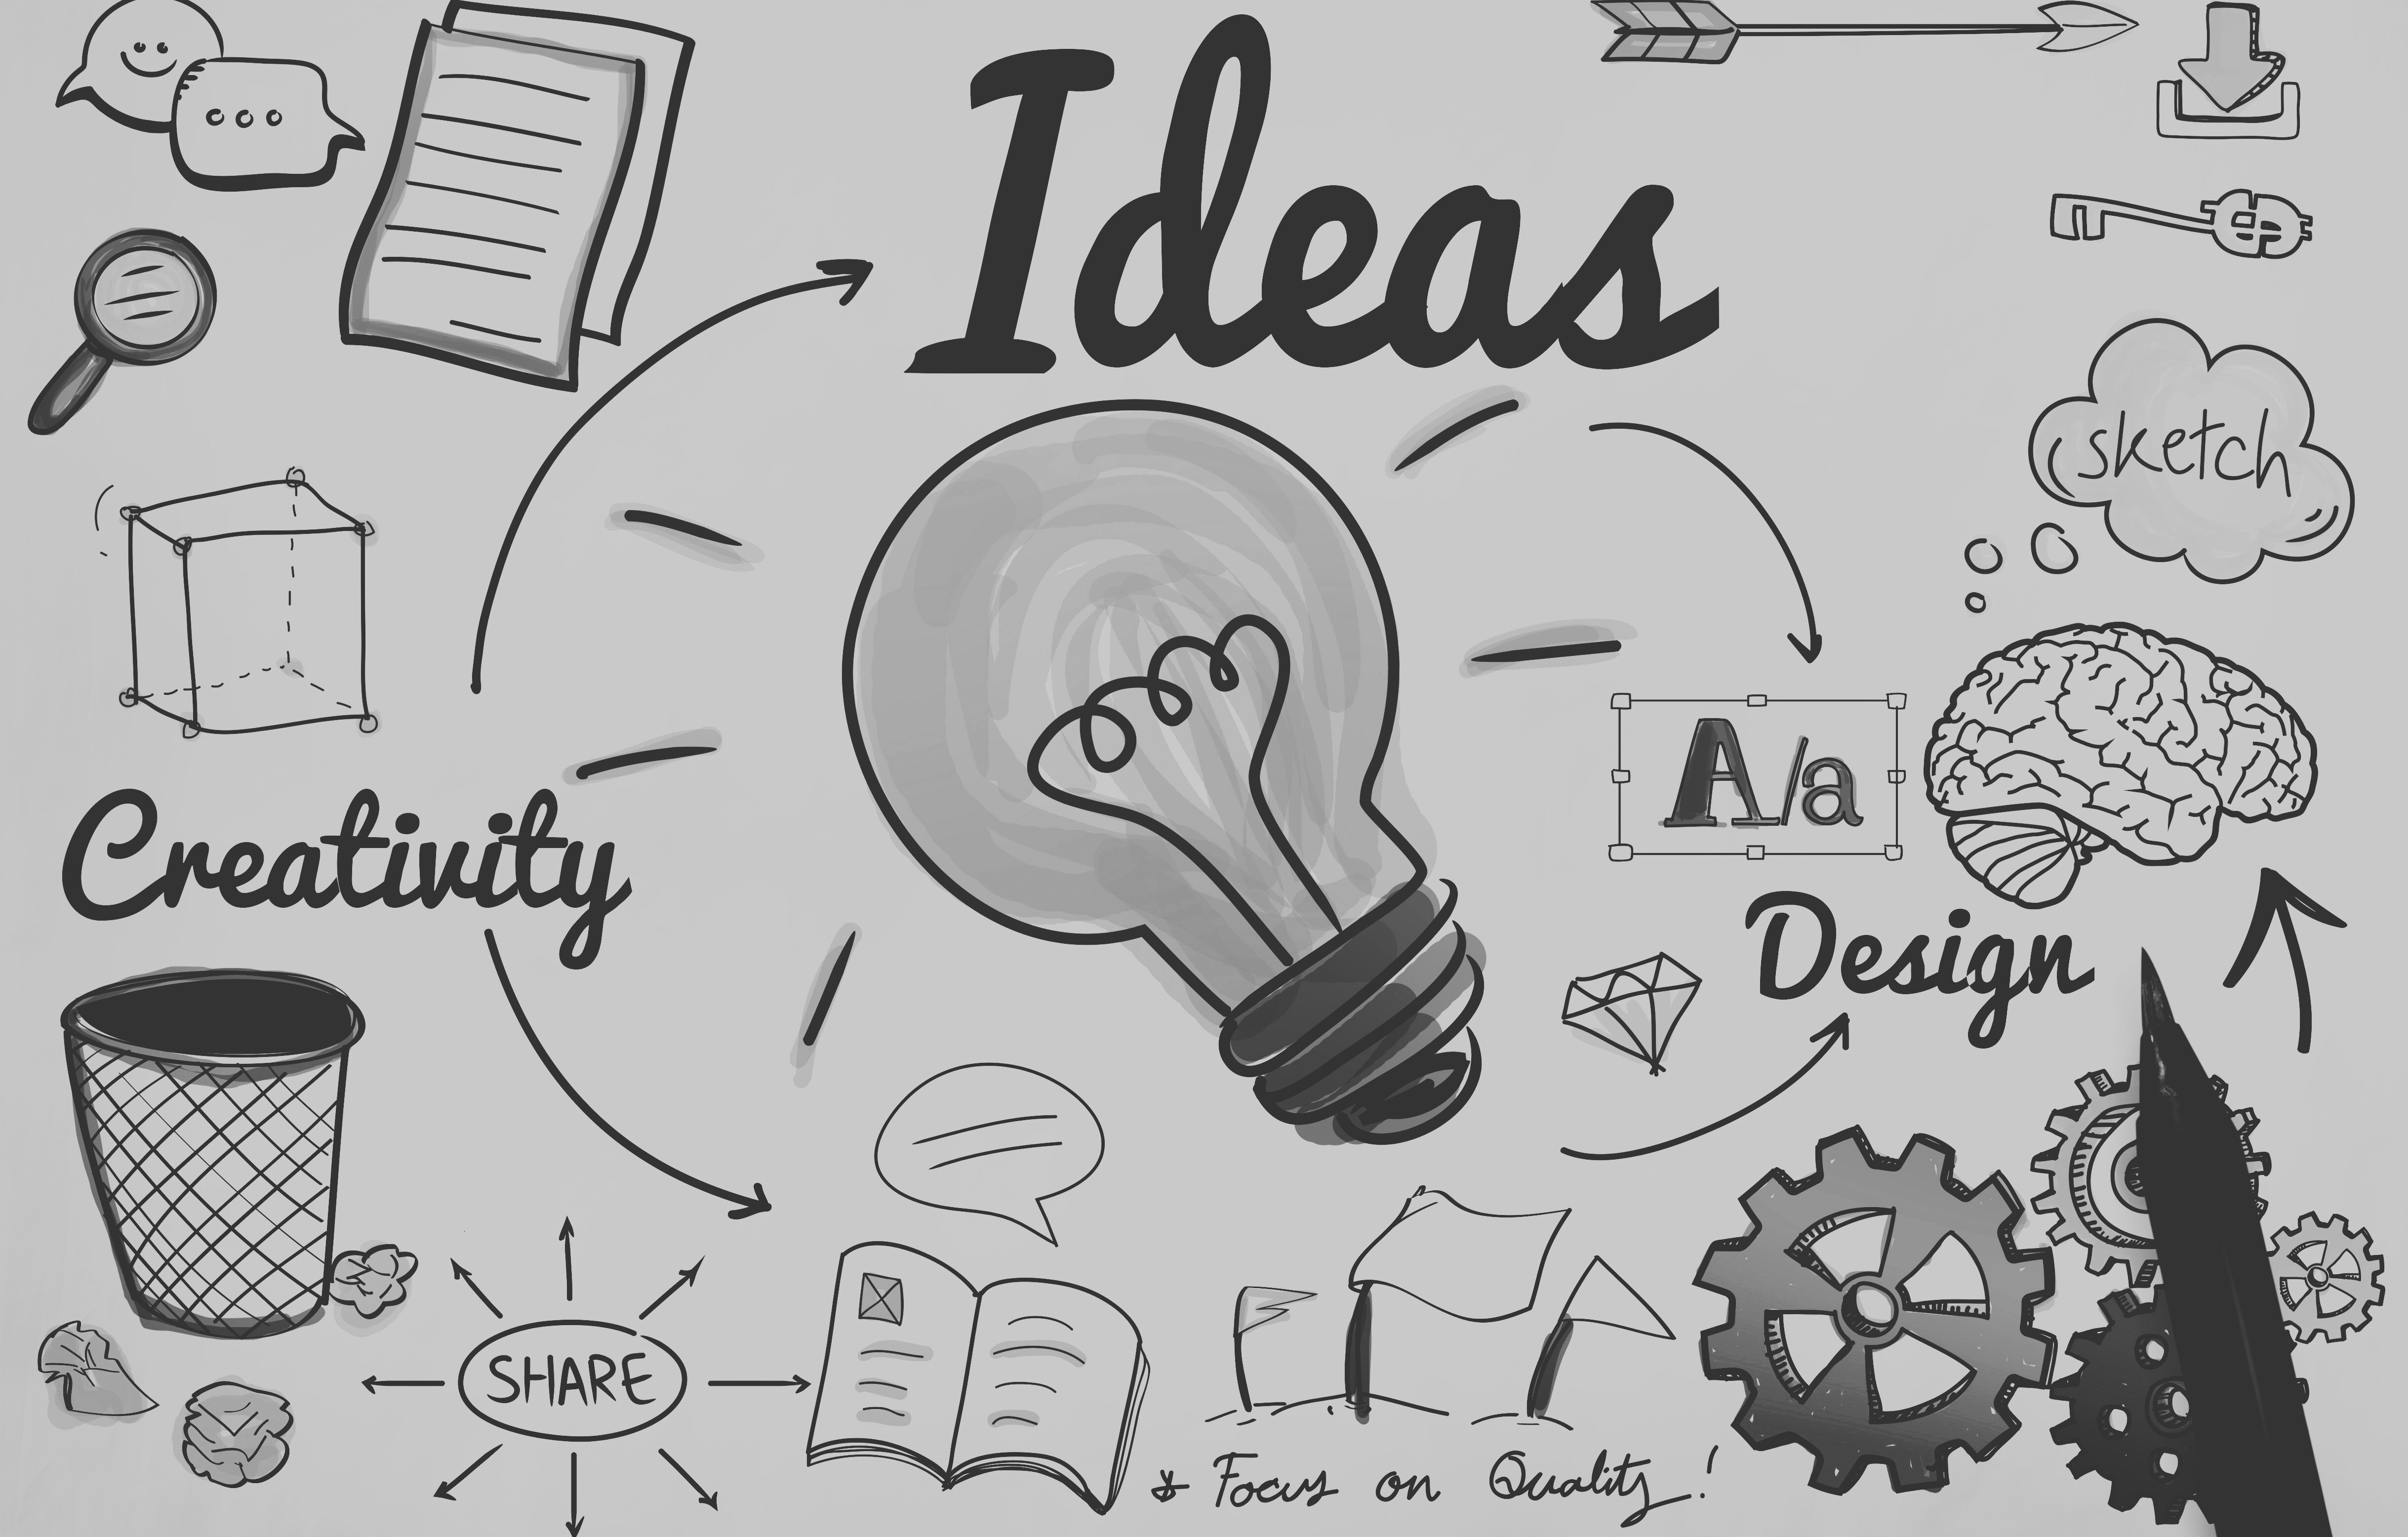 Ideas
sketch
A/a
Creativity
Design
SHARE
* Focus on Quality!